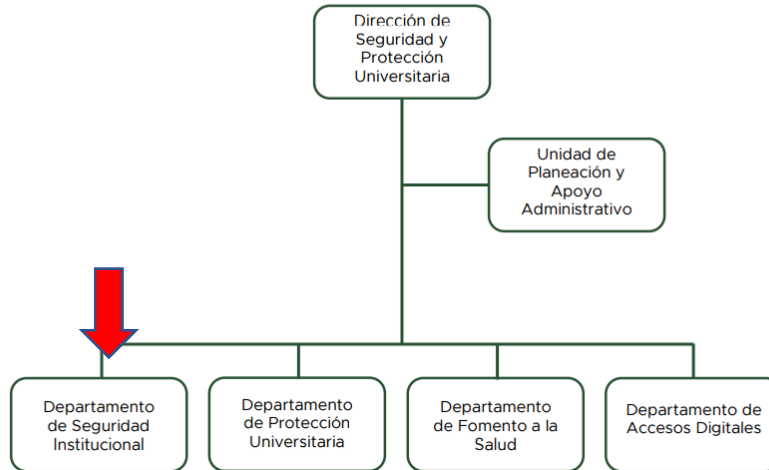 Dirección de
Seguridad y
Protección
Universitaria
Unidad de
Planeación y
Apoyo
Administrativo
Departamento
de Seguridad
Institucional
Departamento
de Protección
Universitaria
Departamento
de Fomento a la
Salud
Departamento de
Accesos Digitales